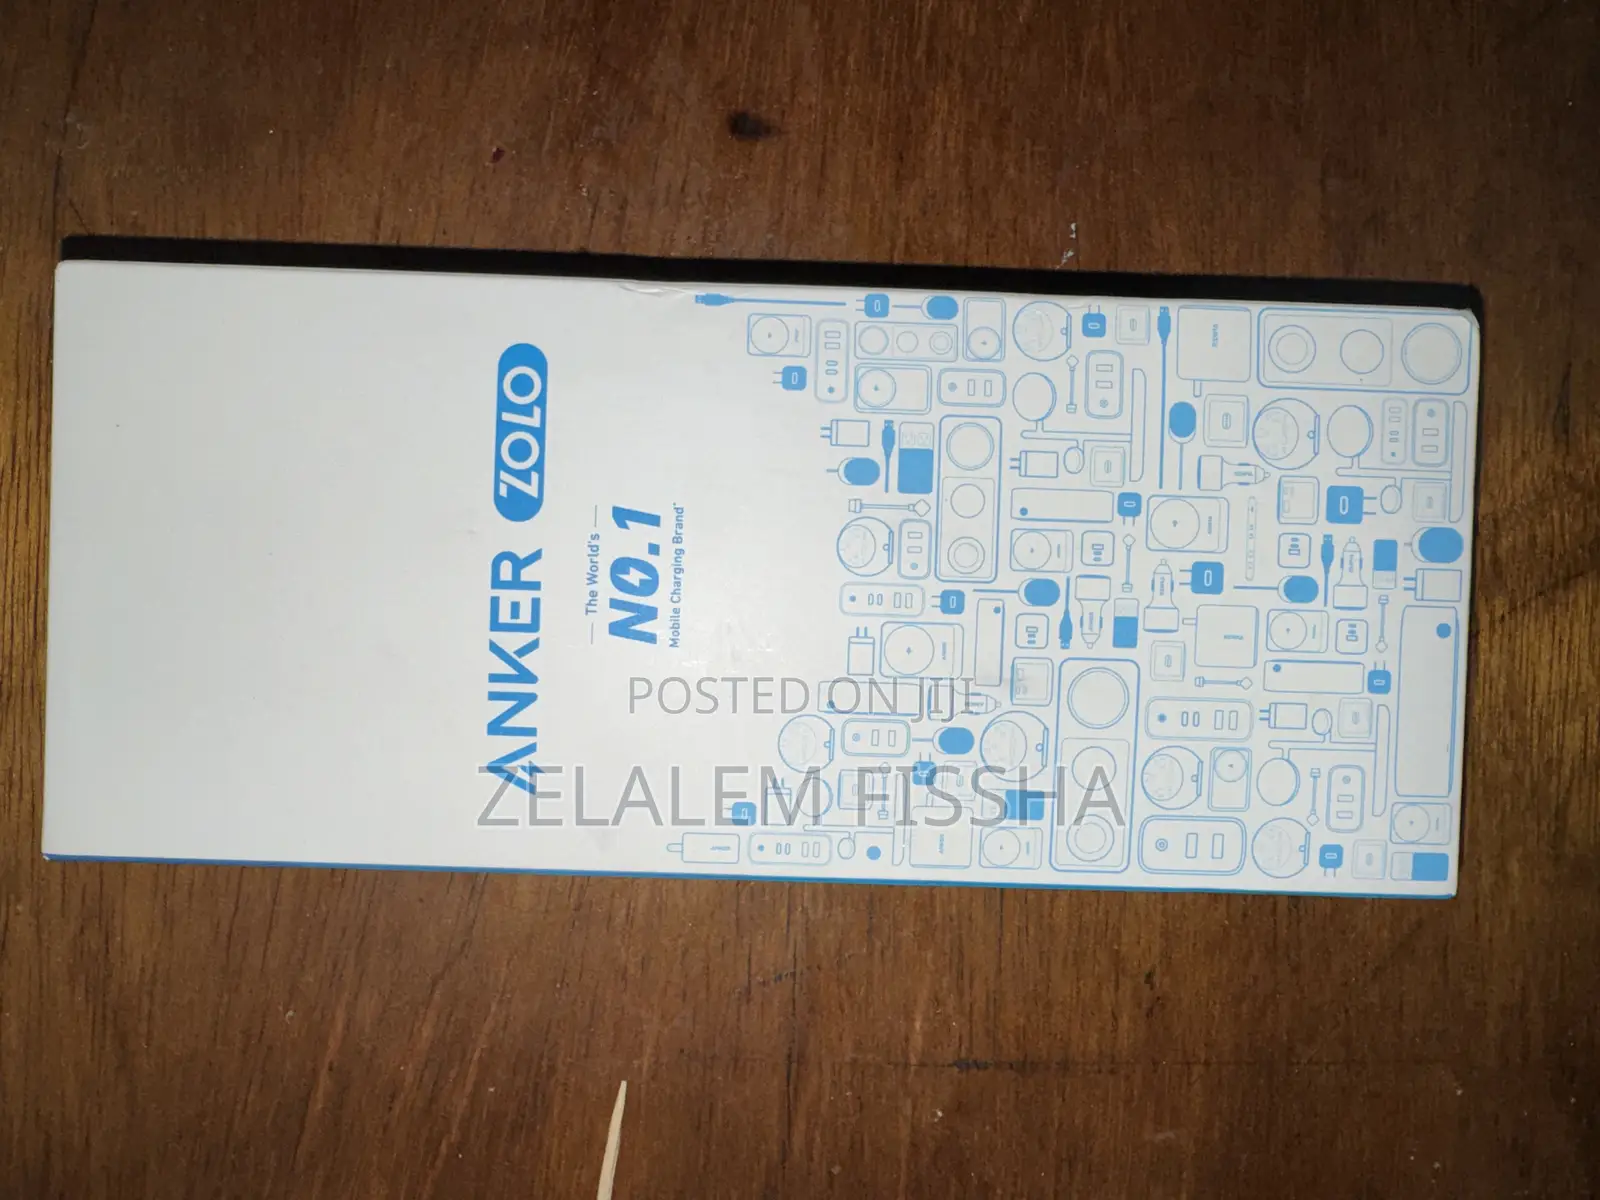 ANKER ZOLO
The World's
NO.1
Mobile Charging Brand*
POSTED ON JIJI
ZELALEM FISSHA